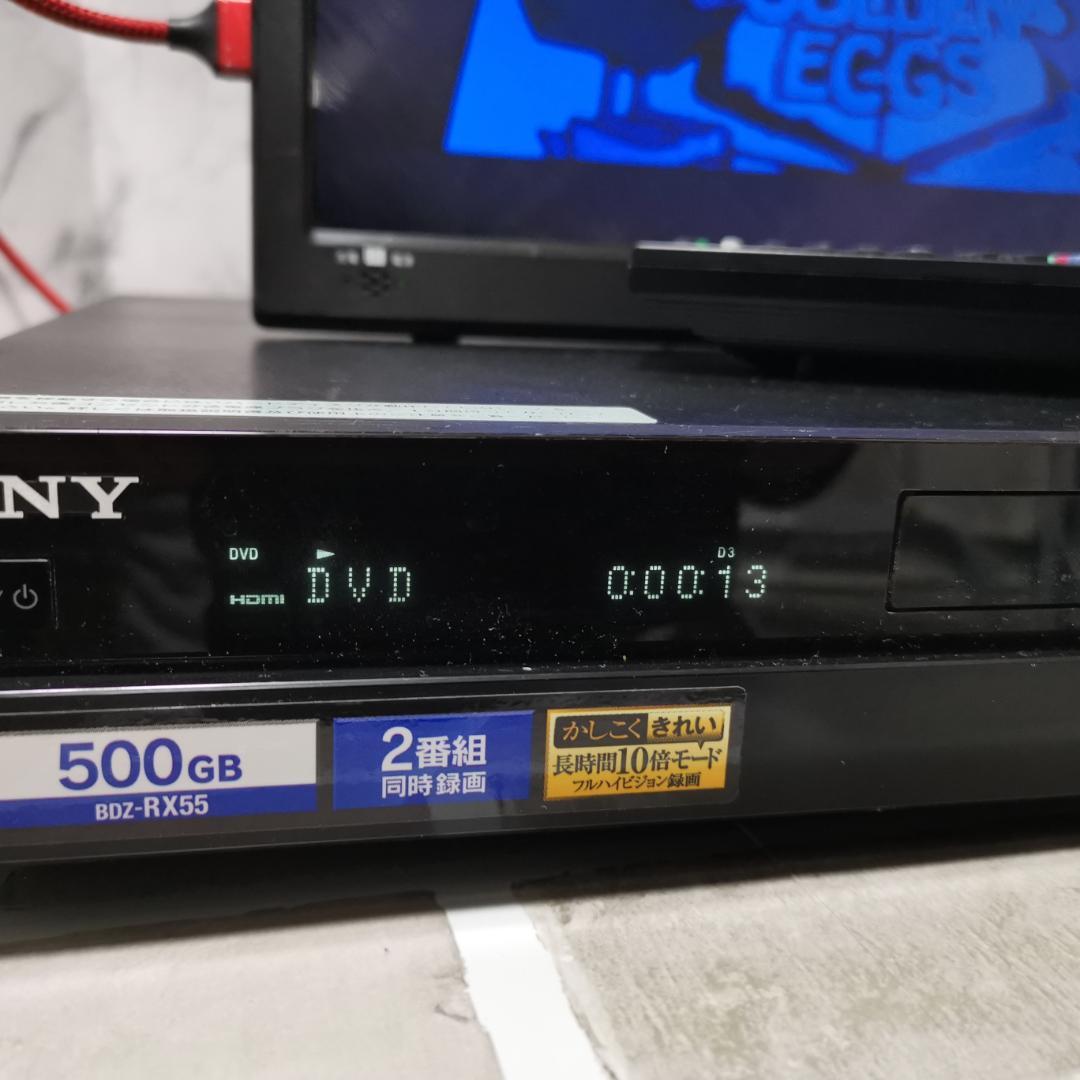 GOLDEN
EGGS
NY
DVD
D3
HDMI
DVD
0:00:13
500GB
BDZ-RX55
2番組
同時録画
かしこく きれい
長時間10倍モード
フルハイビジョン録画